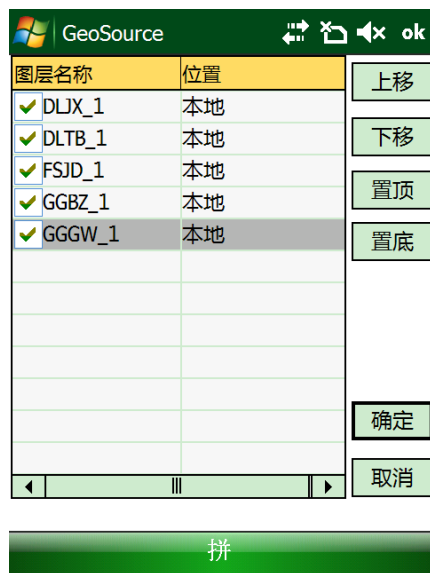 GeoSource ok
图层名称 位置
DLJX_1 本地
DLTB_1 本地
FSJD_1 本地
GGBZ_1 本地
GGGW_1 本地
上移
下移
置顶
置底
确定
取消
拼